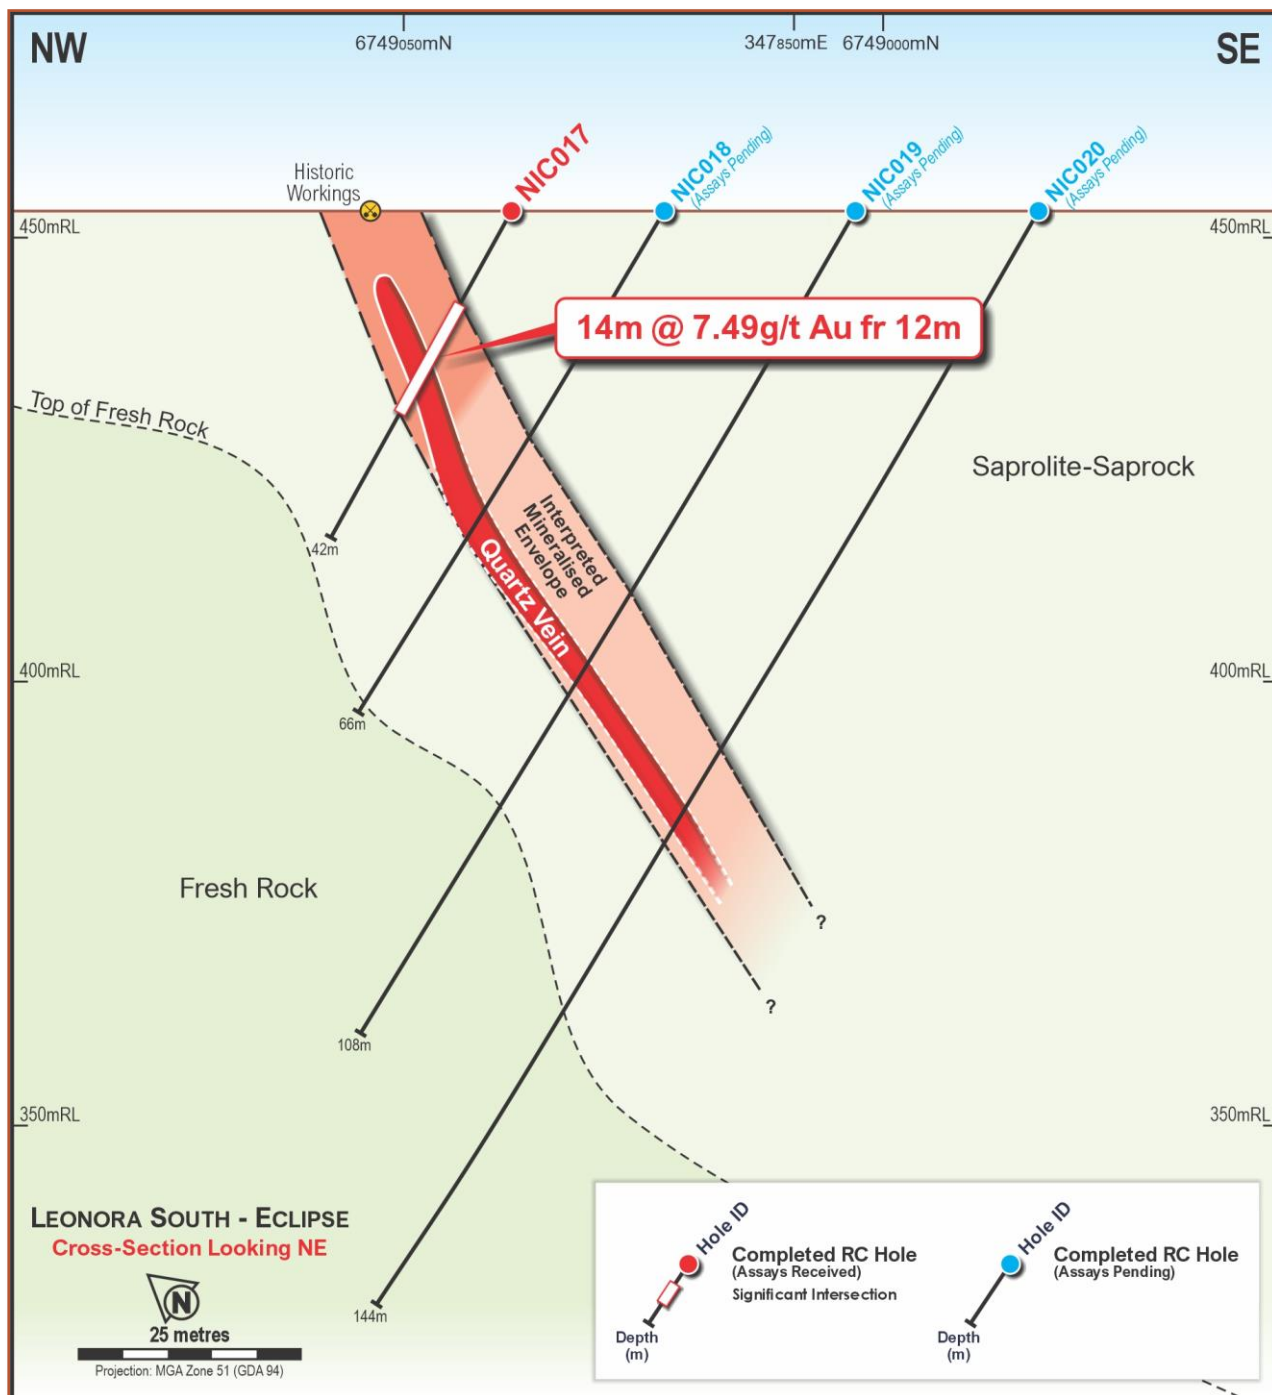 NW
6749050mN
347850mE
6749000mN
SE
Historic
Workings
NIC017
NIC018
(Assays Pending)
NIC019
(Assays Pending)
NIC020
(Assays Pending)
450mRL
450mRL
14m @ 7.49g/t Au fr 12m
Top of Fresh Rock
Saprolite-Saprock
Interpreted
Mineralised
Envelope
42m
Quartz Vein
400mRL
400mRL
66m
Fresh Rock
?
?
108m
350mRL
350mRL
LEONORA SOUTH - ECLIPSE
Cross-Section Looking NE
N
25 metres
Projection: MGA Zone 51 (GDA 94)
144m
Hole ID
Completed RC Hole
(Assays Received)
Significant Intersection
Depth
(m)
Hole ID
Completed RC Hole
(Assays Pending)
Depth
(m)